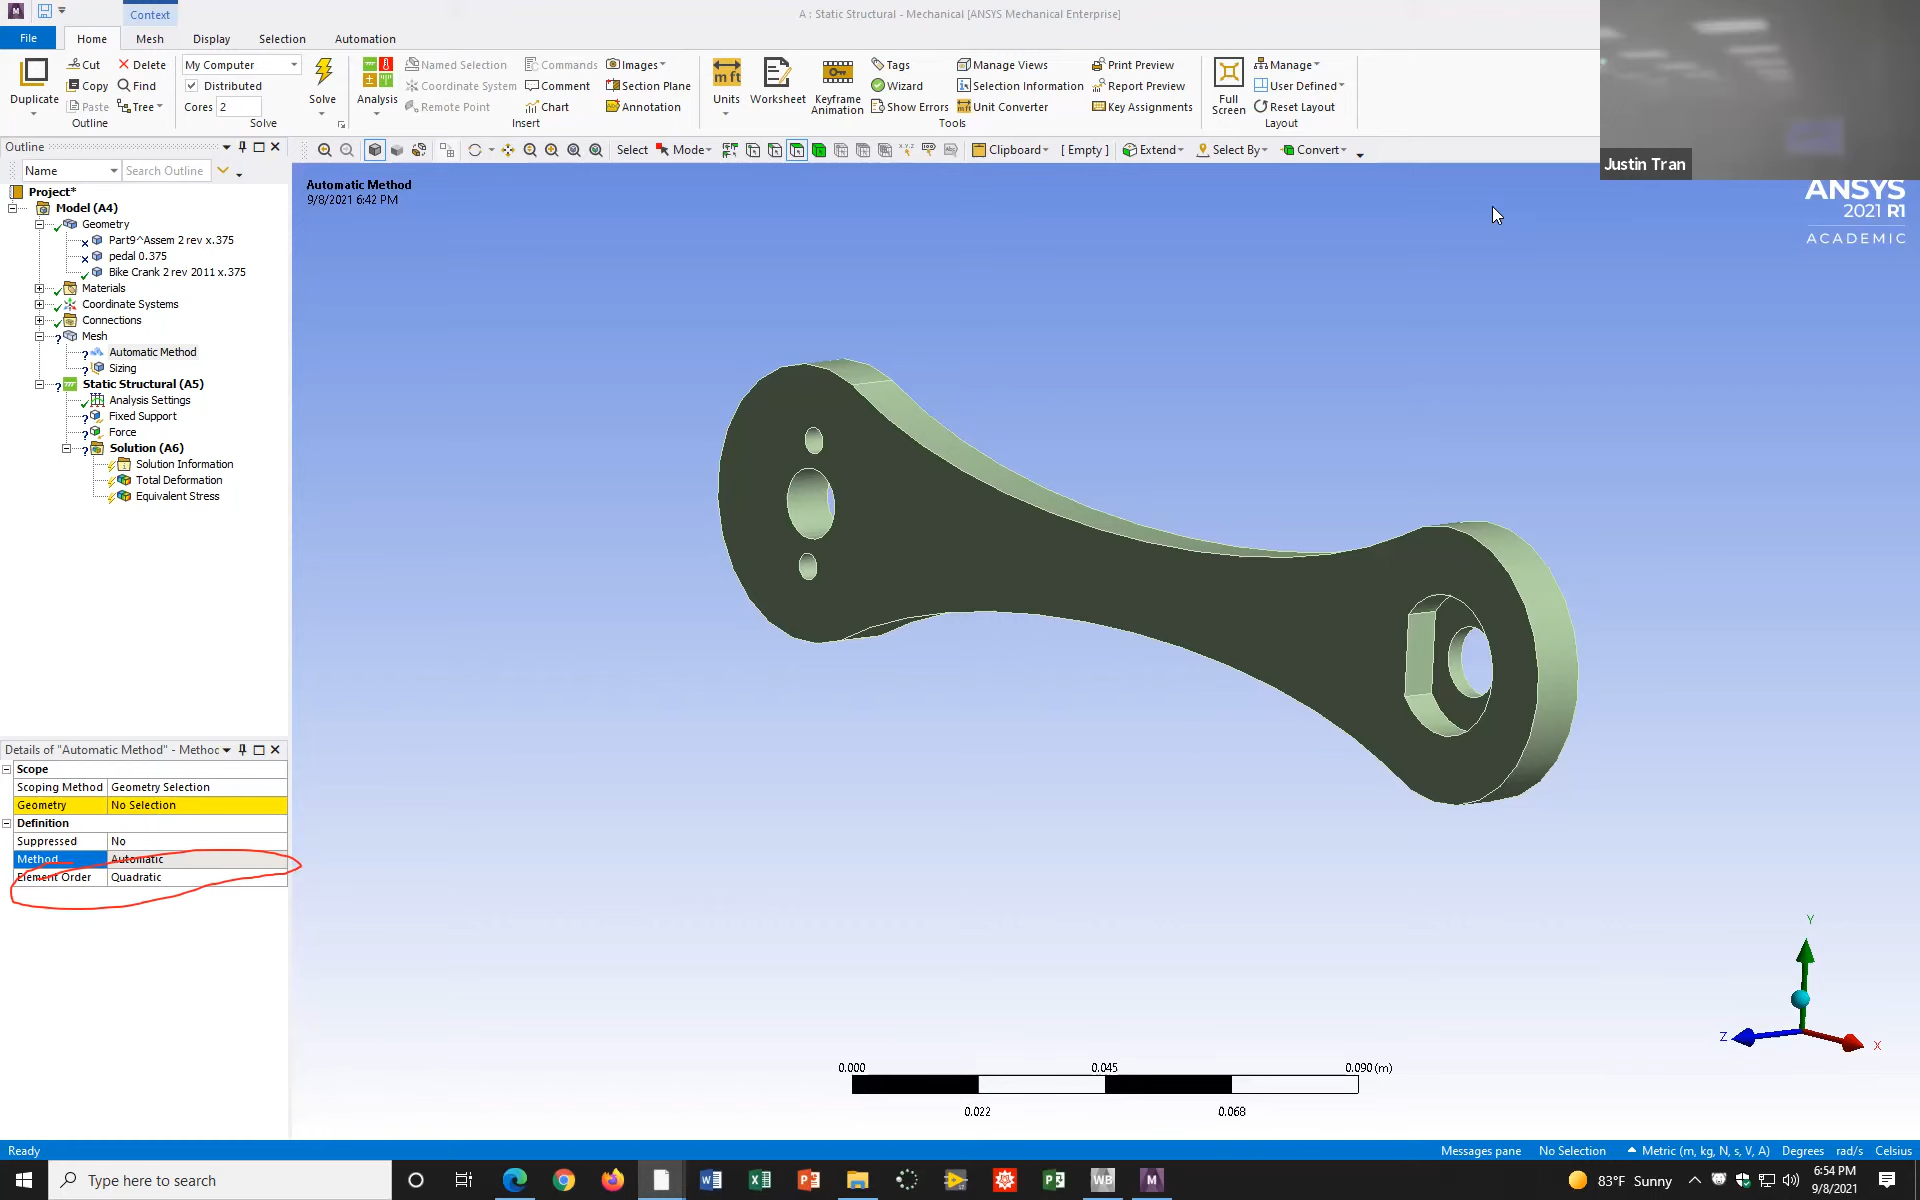 Context
A : Static Structural - Mechanical [ANSYS Mechanical Enterprise]
File Home Mesh Display Selection Automation
Duplicate
Cut Delete
Copy Find
Paste Tree
Outline
My Computer
Distributed
Cores 2
Solve
Solve
Analysis
Named Selection Commands Images
Coordinate System Comment Section Plane
Remote Point Chart Annotation
Insert
Units Worksheet Keyframe Animation
Tags Manage Views Print Preview
Wizard Selection Information Report Preview
Show Errors Unit Converter Key Assignments
Tools
Full Screen
Manage
User Defined
Reset Layout
Layout
Justin Tran
Outline
Select Mode Clipboard [ Empty ] Extend Select By Convert
Name Search Outline
Project*
Model (A4)
Geometry
Part9^Assem 2 rev x.375
pedal 0.375
Bike Crank 2 rev 2011 x.375
Materials
Coordinate Systems
Connections
Mesh
Automatic Method
Sizing
Static Structural (A5)
Analysis Settings
Fixed Support
Force
Solution (A6)
Solution Information
Total Deformation
Equivalent Stress
Automatic Method
9/8/2021 6:42 PM
ANSYS
2021 R1
ACADEMIC
Details of "Automatic Method" - Methoc
Scope
Scoping Method Geometry Selection
Geometry No Selection
Definition
Suppressed No
Method Automatic
Element Order Quadratic
Y
Z
X
0.000 0.045 0.090 (m)
0.022 0.068
Ready
Messages pane No Selection Metric (m, kg, N, s, V, A) Degrees rad/s Celsius
Type here to search
83°F Sunny
6:54 PM
9/8/2021